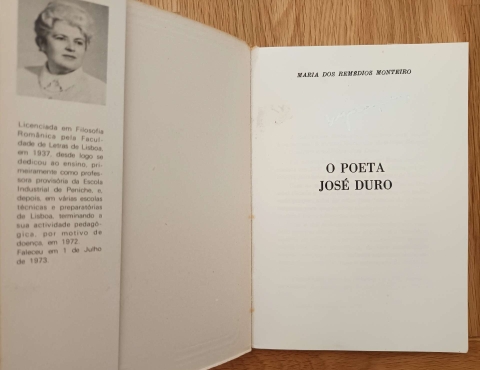 Licenciada em Filosofia
Românica pela Facul-
dade de Letras de Lisboa,
em 1937, desde logo se
dedicou ao ensino, pri-
meiramente como profes-
sora provisória da Escola
Industrial de Peniche, e,
depois, em várias escolas
técnicas e preparatórias
de Lisboa, terminando a
sua actividade pedagó-
gica, por motivo de
doença, em 1972.
Faleceu em 1 de Julho
de 1973.
MARIA DOS REMÉDIOS MONTEIRO
O POETA
JOSÉ DURO